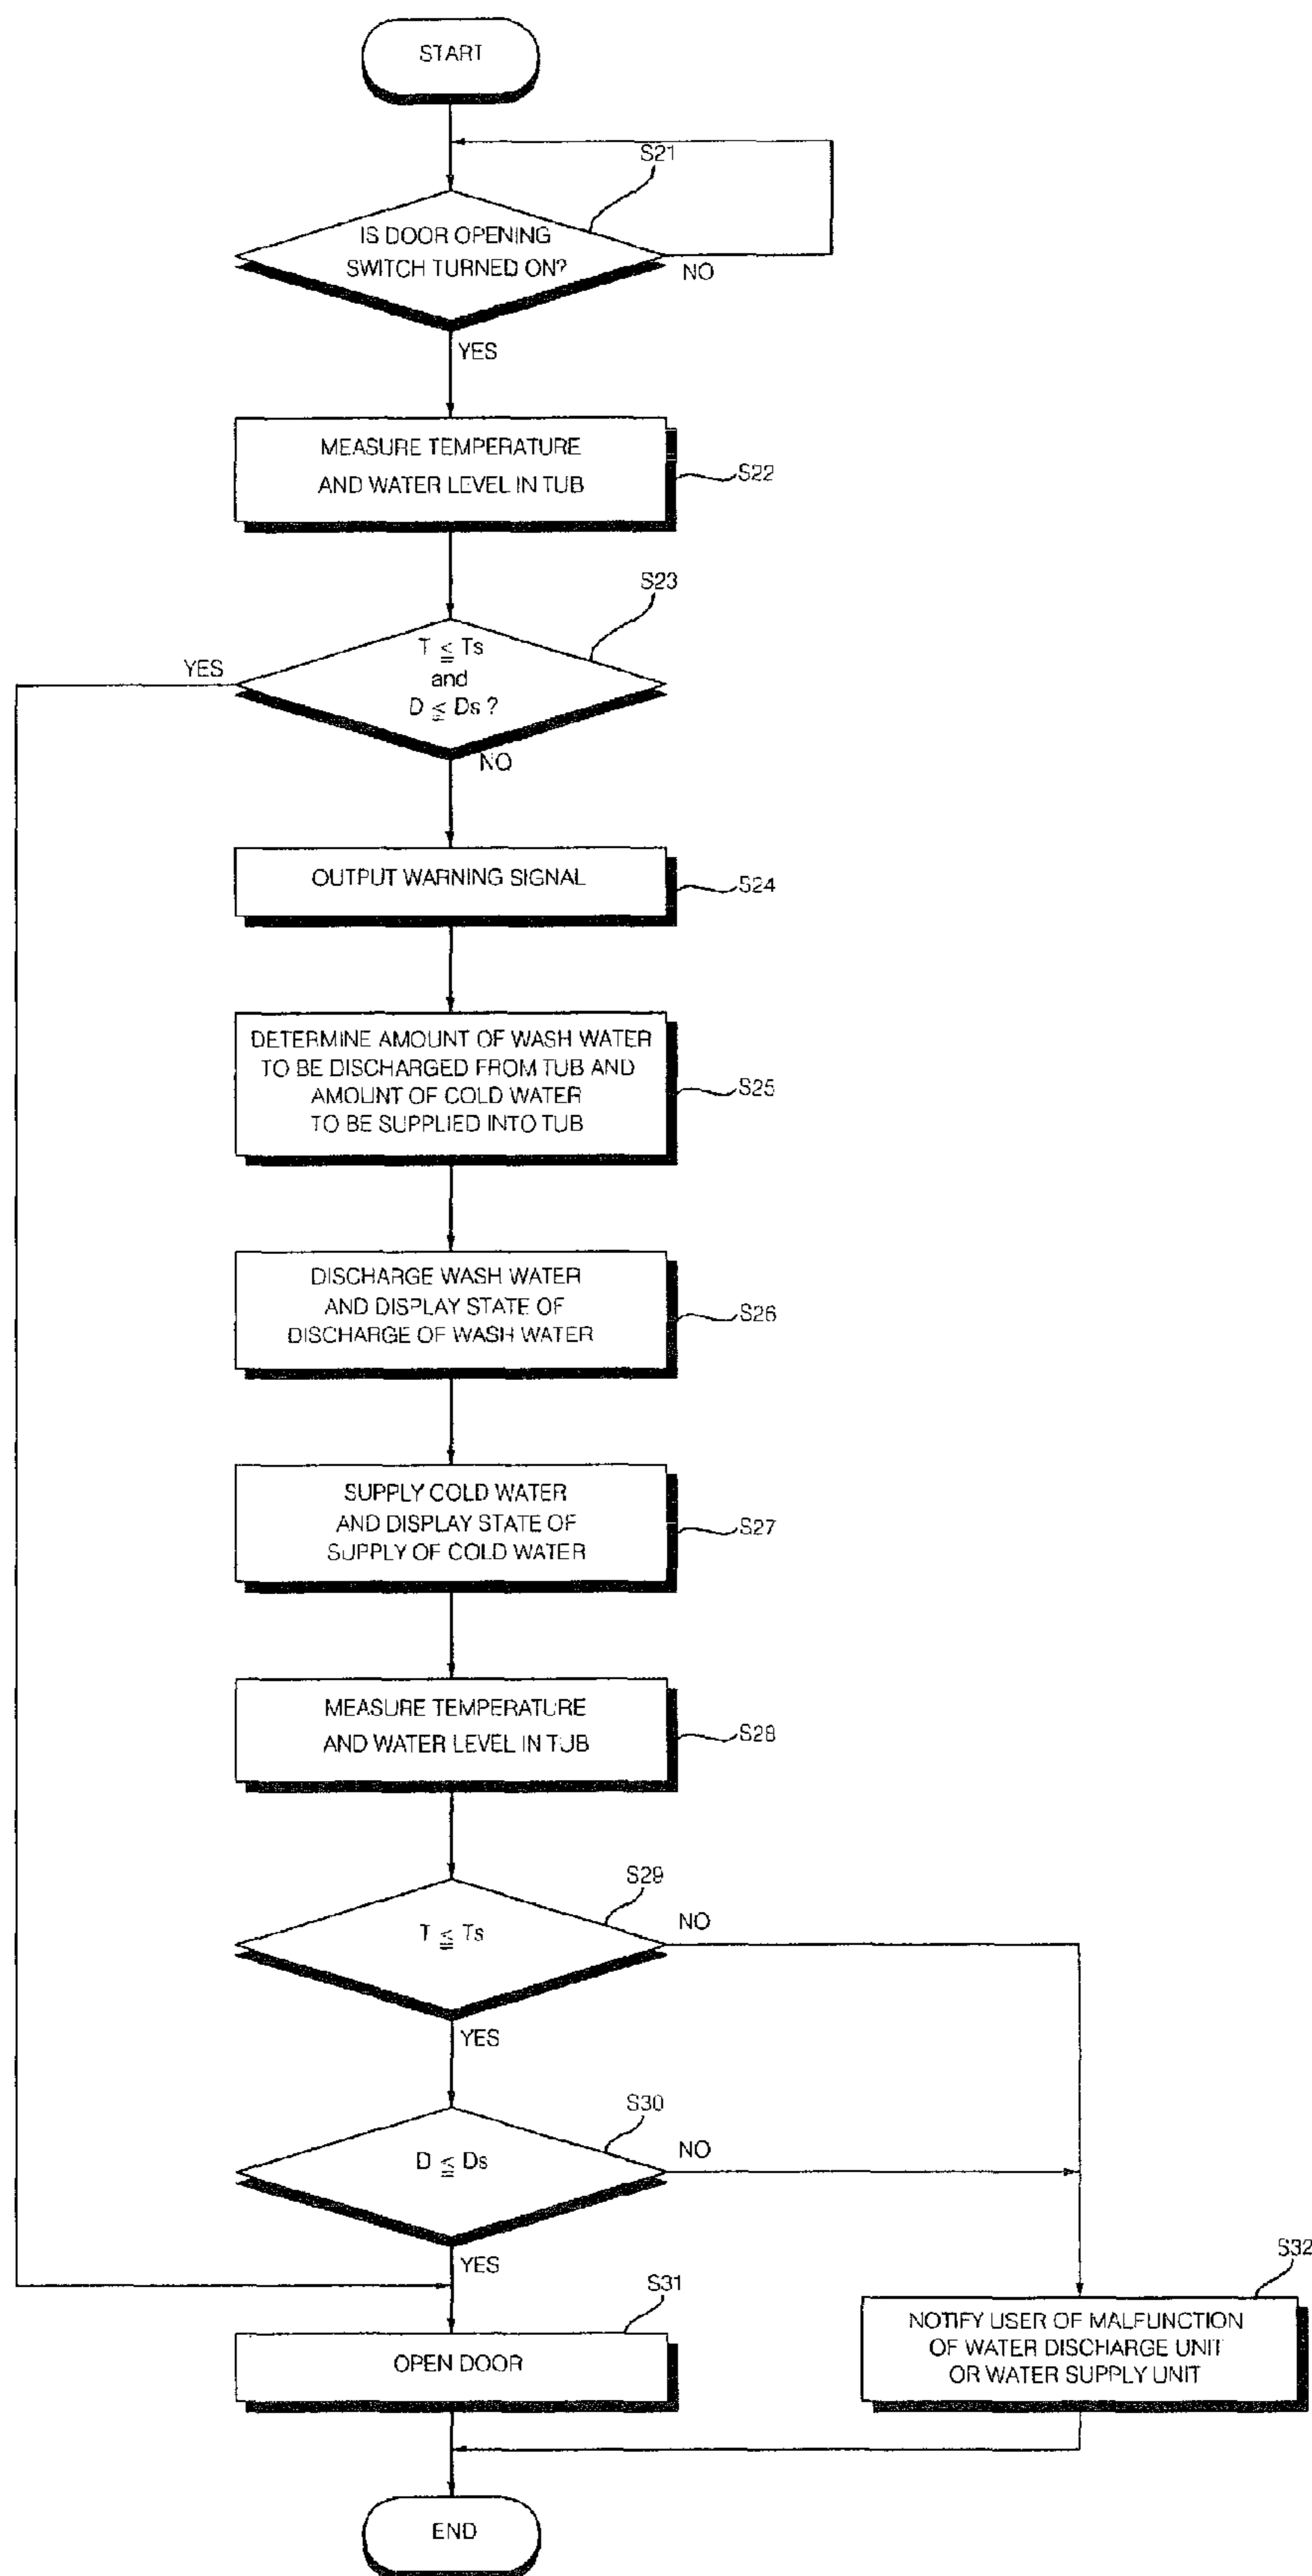 START
S21
IS DOOR OPENING
SWITCH TURNED ON?
NO
YES
MEASURE TEMPERATURE
AND WATER LEVEL IN TUB
S22
S23
YES
T ≦ Ts
and
D ≦ Ds ?
NO
OUTPUT WARNING SIGNAL
S24
DETERMINE AMOUNT OF WASH WATER
TO BE DISCHARGED FROM TUB AND
AMOUNT OF COLD WATER
TO BE SUPPLIED INTO TUB
S25
DISCHARGE WASH WATER
AND DISPLAY STATE OF
DISCHARGE OF WASH WATER
S26
SUPPLY COLD WATER
AND DISPLAY STATE OF
SUPPLY OF COLD WATER
S27
MEASURE TEMPERATURE
AND WATER LEVEL IN TUB
S28
S29
T ≦ Ts
NO
YES
S30
D ≦ Ds
NO
YES
S31
OPEN DOOR
S32
NOTIFY USER OF MALFUNCTION
OF WATER DISCHARGE UNIT
OR WATER SUPPLY UNIT
END